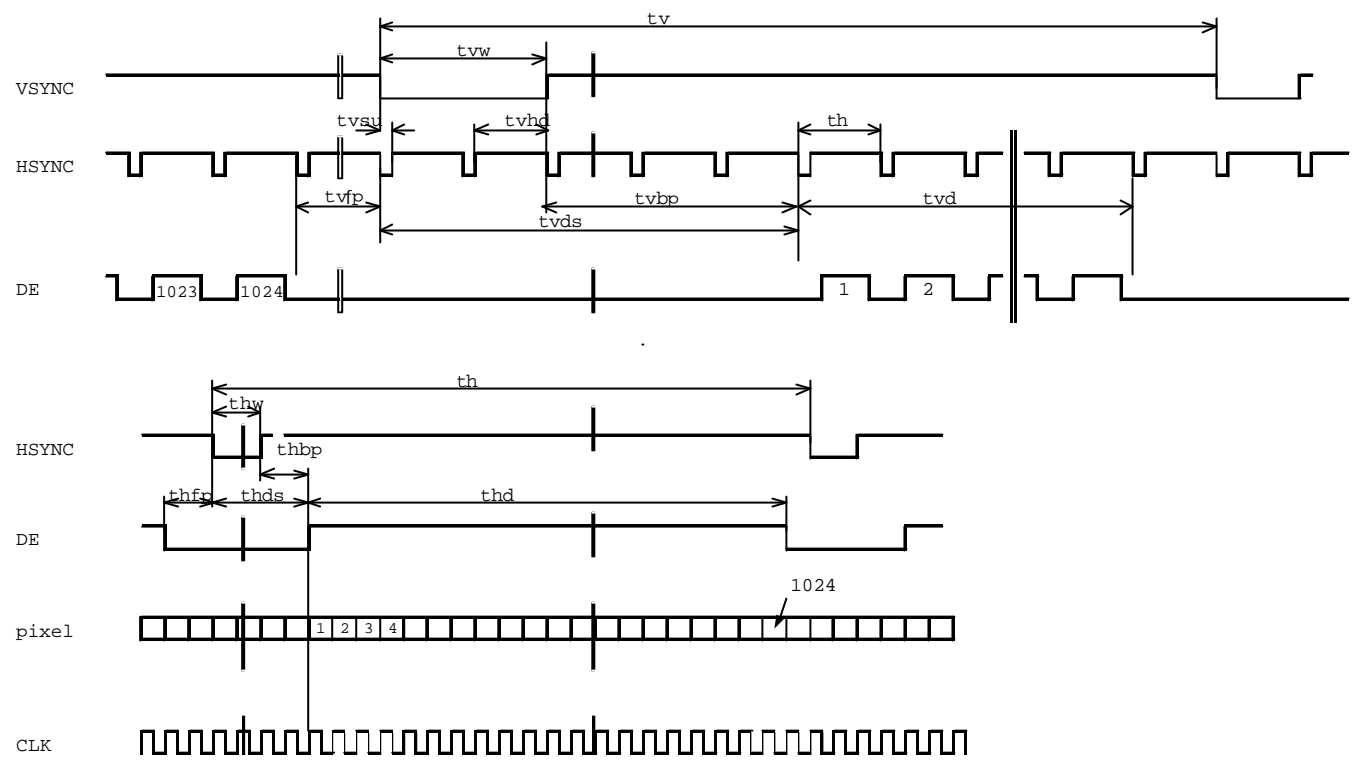 tv
tvw
VSYNC
tvsu
tvhd
th
HSYNC
tvfp
tvbp
tvd
tvds
DE
1023
1024
1
2
th
thw
HSYNC
thbp
thfp
thds
thd
DE
1024
pixel
1 2 3 4
CLK